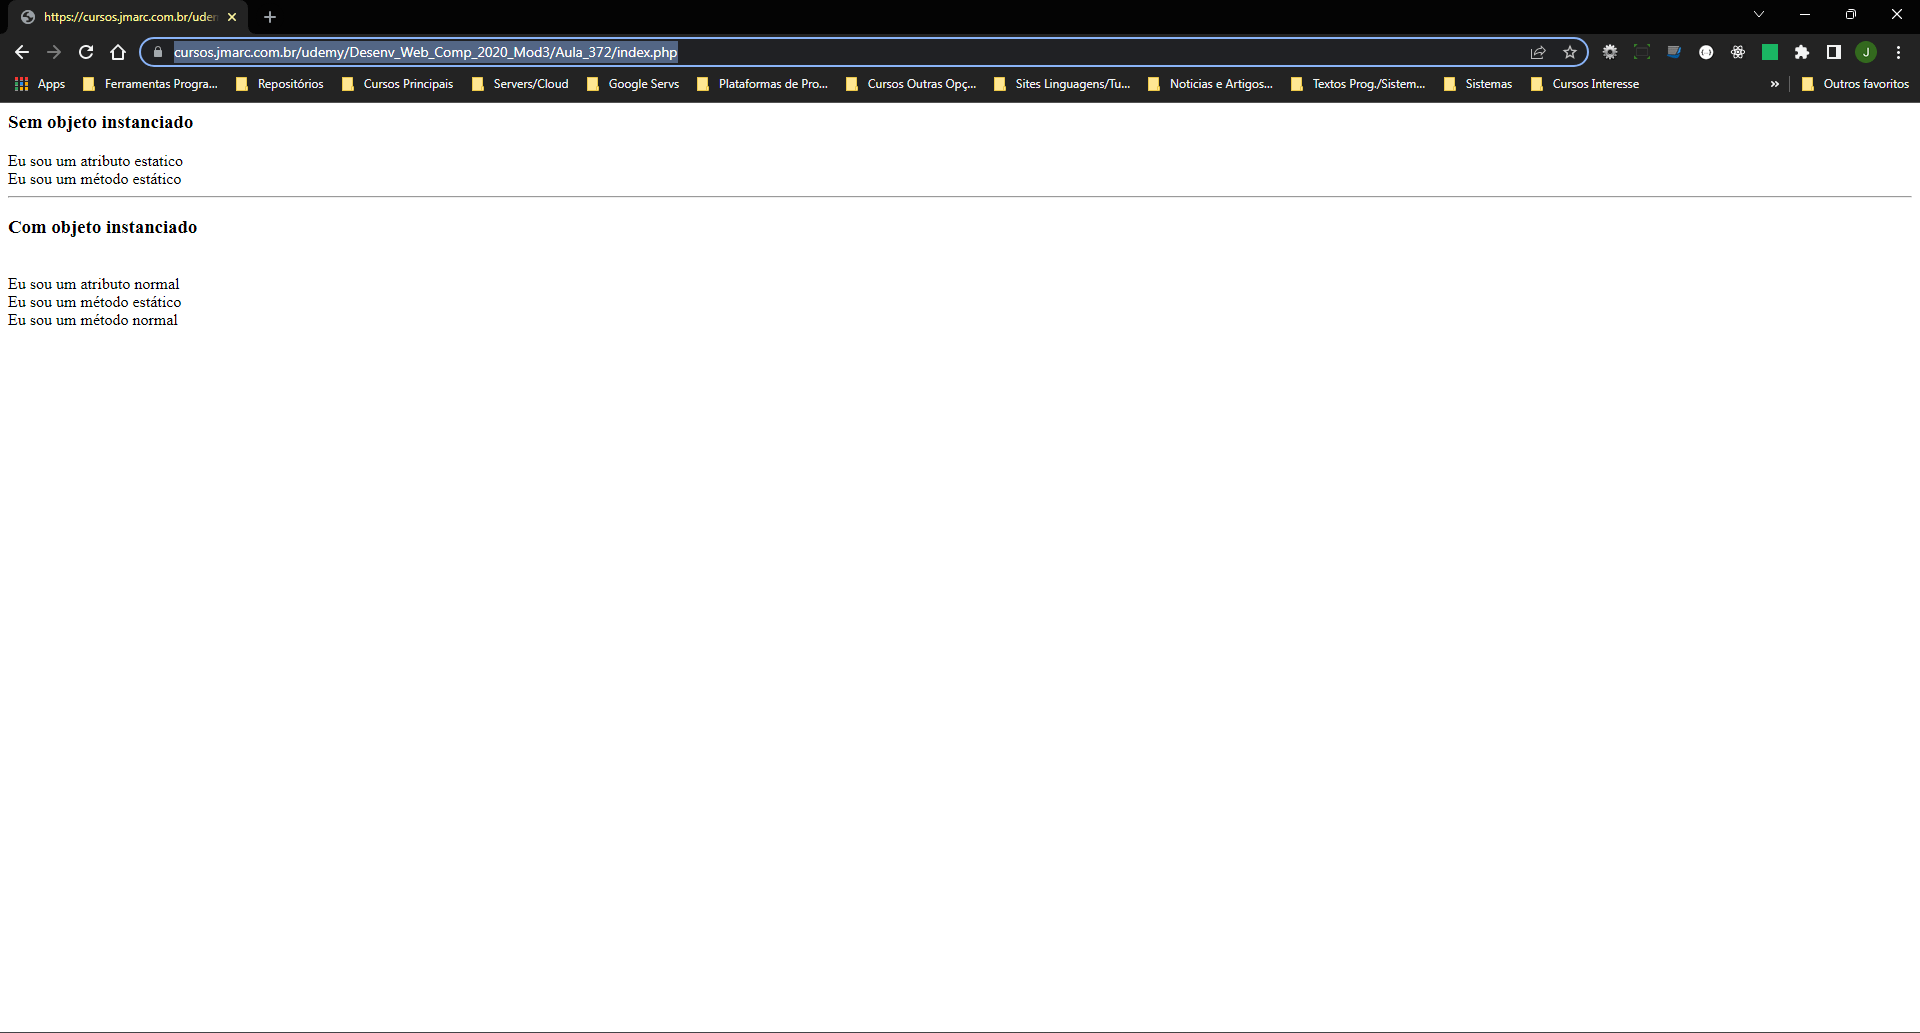 https://cursos.jmarc.com.br/uder
cursos.jmarc.com.br/udemy/Desenv_Web_Comp_2020_Mod3/Aula_372/index.php
J
Apps Ferramentas Progra... Repositórios Cursos Principais Servers/Cloud Google Servs Plataformas de Pro... Cursos Outras Opç... Sites Linguagens/Tu... Noticias e Artigos... Textos Prog./Sistem... Sistemas Cursos Interesse » Outros favoritos
Sem objeto instanciado
Eu sou um atributo estatico
Eu sou um método estático
Com objeto instanciado
Eu sou um atributo normal
Eu sou um método estático
Eu sou um método normal